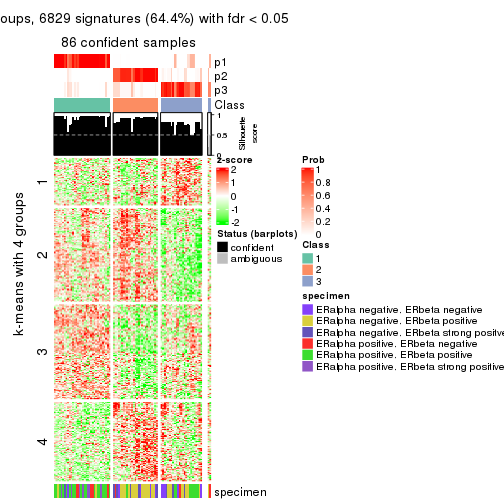 oups, 6829 signatures (64.4%) with fdr < 0.05
86 confident samples
p1
p2
p3
Class
1
0.5
0
Silhouette
score
k-means with 4 groups
1
2
3
4
z-score
2
1
0
-1
-2
Status (barplots)
confident
ambiguous
Prob
1
0.8
0.6
0.4
0.2
0
Class
1
2
3
specimen
ERalpha negative. ERbeta negative
ERalpha negative. ERbeta positive
ERalpha negative. ERbeta strong positive
ERalpha positive. ERbeta negative
ERalpha positive. ERbeta positive
ERalpha positive. ERbeta strong positive
specimen